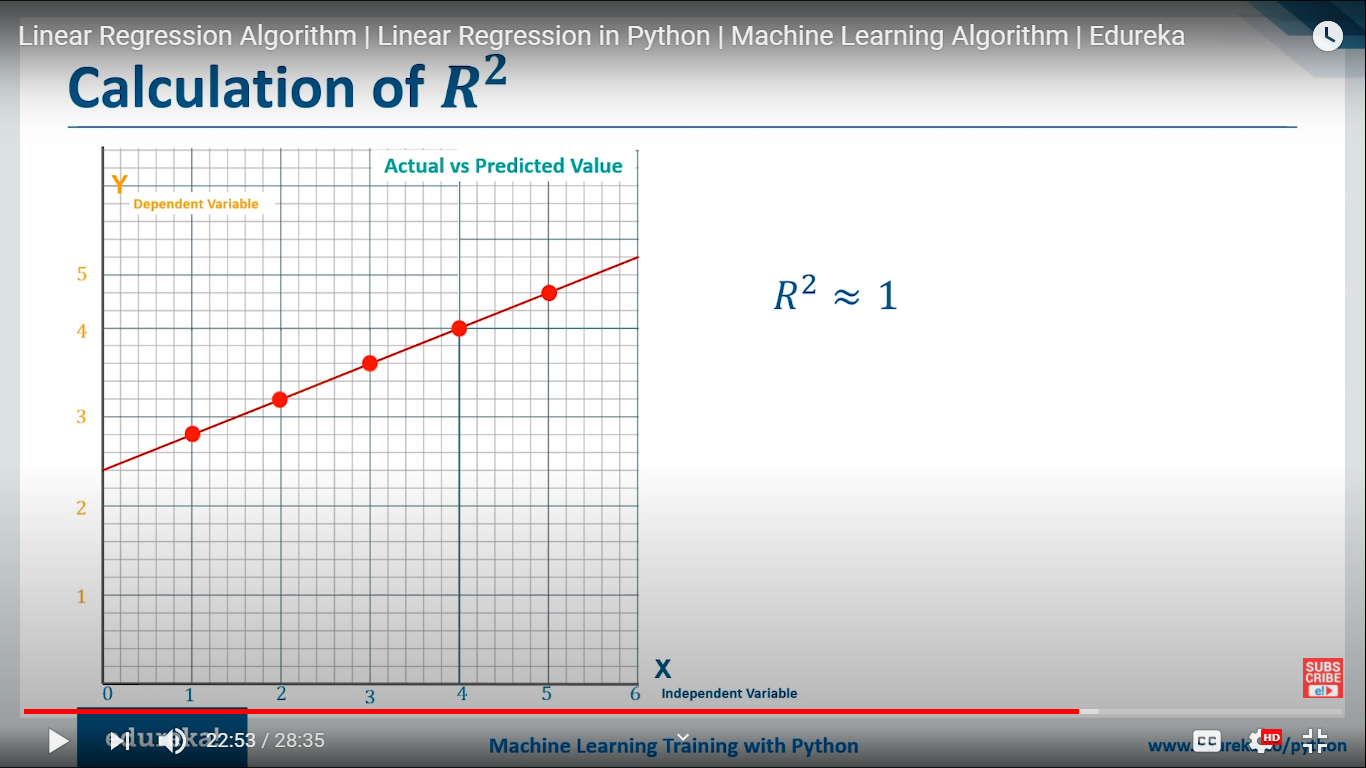 Linear Regression Algorithm | Linear Regression in Python | Machine Learning Algorithm | Edureka
Calculation of R²
Actual vs Predicted Value
Y
Dependent Variable
5
4
3
2
1
R² ≈ 1
0 1 2 3 4 5 6
X
Independent Variable
SUBS
CRIBE
e!
22:53 / 28:35
Machine Learning Training with Python
CC
HD